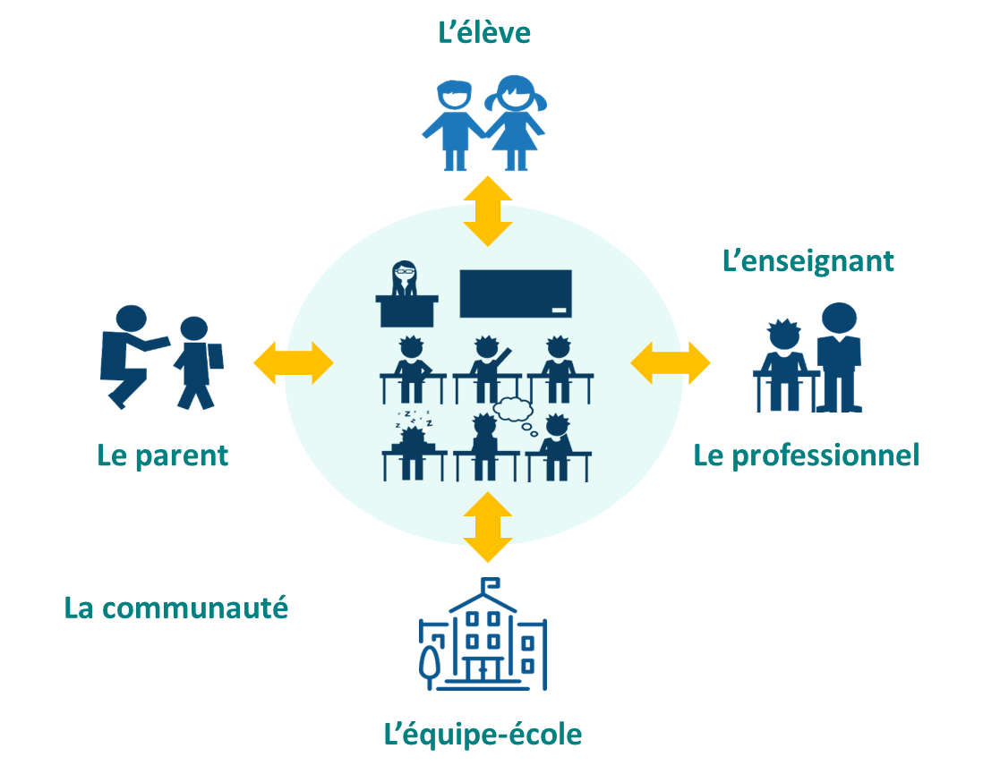 L’élève
L’enseignant
Le parent
Le professionnel
La communauté
L’équipe-école
z z z z z